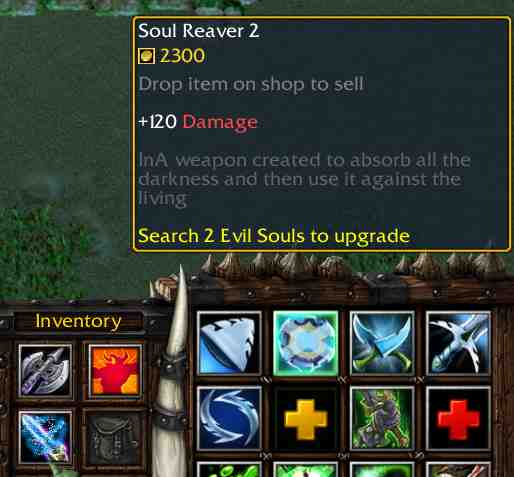 Soul Reaver 2
2300
Drop item on shop to sell
+120 Damage
InA weapon created to absorb all the
darkness and then use it against the
living
Search 2 Evil Souls to upgrade
Inventory